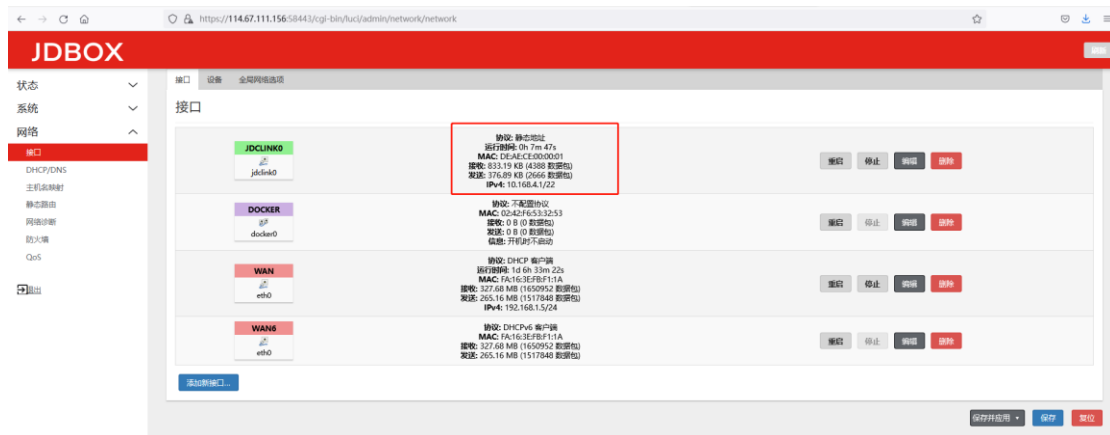 https://114.67.111.156:58443/cgi-bin/luci/admin/network/network
JDBOX
刷新
状态
系统
网络
接口
DHCP/DNS
主机名映射
静态路由
网络诊断
防火墙
QoS
退出
接口 设备 全局网络选项
接口
JDCLINK0
jdclink0
协议: 静态地址
运行时间: 0h 7m 47s
MAC: DE:AE:CE:00:00:01
接收: 833.19 KB (4388 数据包)
发送: 376.89 KB (2666 数据包)
IPv4: 10.168.4.1/22
重启 停止 编辑 删除
DOCKER
docker0
协议: 不配置协议
MAC: 02:42:F6:53:32:53
接收: 0 B (0 数据包)
发送: 0 B (0 数据包)
信息: 开机时不启动
重启 停止 编辑 删除
WAN
eth0
协议: DHCP 客户端
运行时间: 1d 6h 33m 22s
MAC: FA:16:3E:FB:F1:1A
接收: 327.68 MB (1650952 数据包)
发送: 265.16 MB (1517848 数据包)
IPv4: 192.168.1.5/24
重启 停止 编辑 删除
WAN6
eth0
协议: DHCPv6 客户端
MAC: FA:16:3E:FB:F1:1A
接收: 327.68 MB (1650952 数据包)
发送: 265.16 MB (1517848 数据包)
重启 停止 编辑 删除
添加新接口...
保存并应用 保存 复位